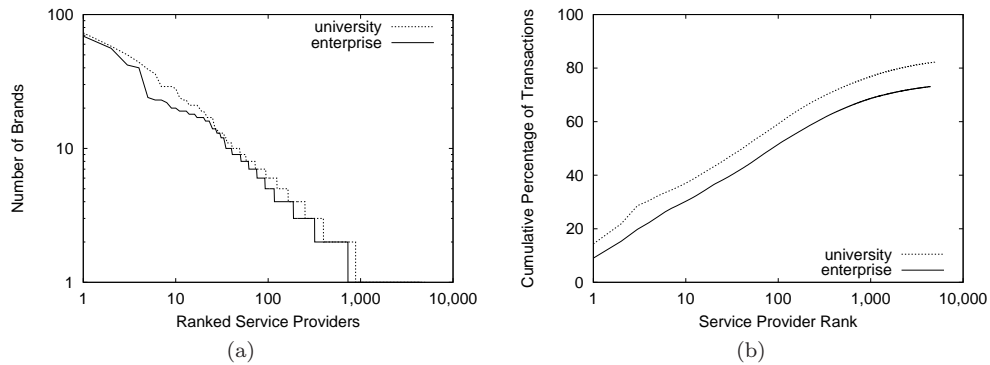 100
10
1
1
10
100
1,000
10,000
Number of Brands
Ranked Service Providers
university
enterprise
(a)
100
80
60
40
20
0
1
10
100
1,000
10,000
Cumulative Percentage of Transactions
Service Provider Rank
university
enterprise
(b)